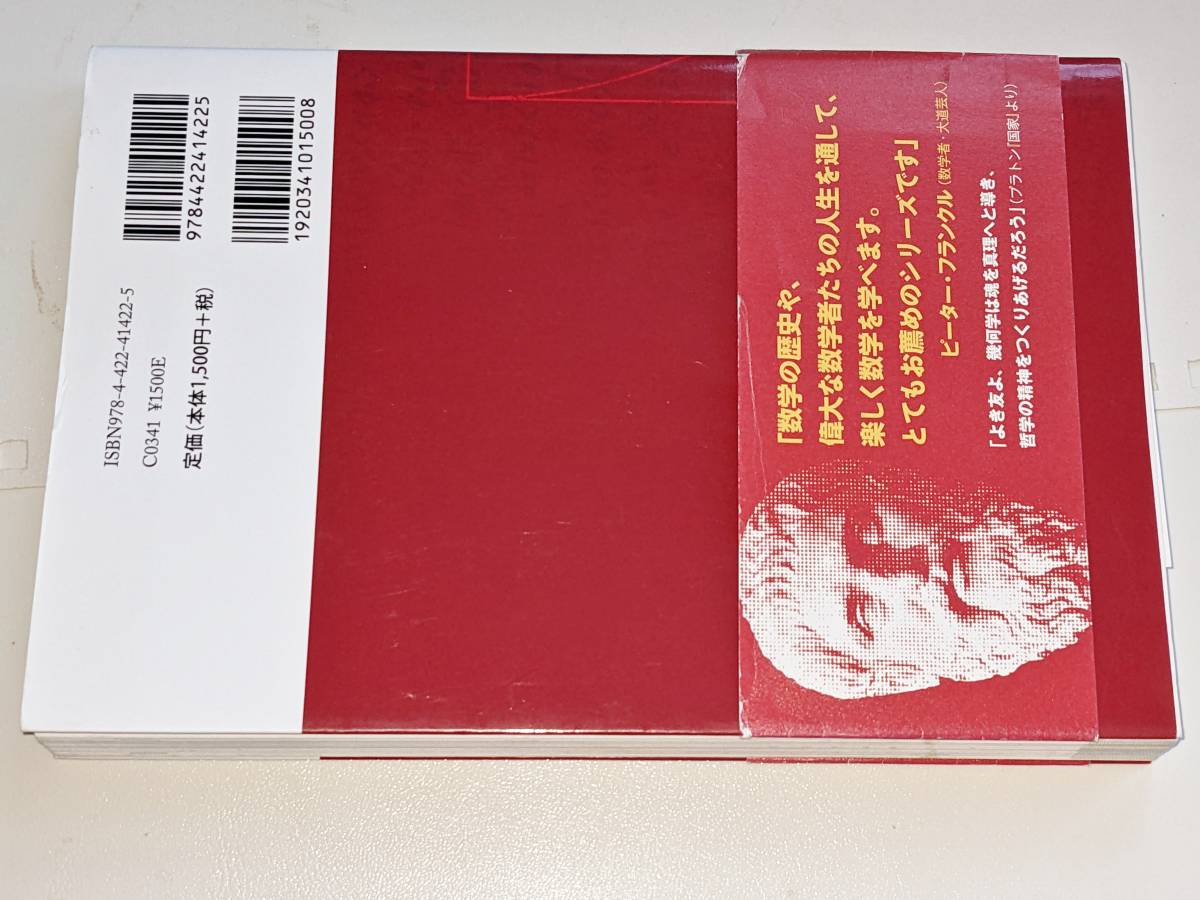 9784422414225
1920341015008
ISBN978-4-422-41422-5
C0341 ¥1500E
定価(本体1,500円+税)
「数学の歴史や、
偉大な数学者たちの人生を通して、
楽しく数学を学べます。
とてもお薦めのシリーズです」
ピーター・フランクル(数学者・大道芸人)
「よき友よ、幾何学は魂を真理へと導き、
哲学の精神をつくりあげるだろう」(プラトン「国家」より)